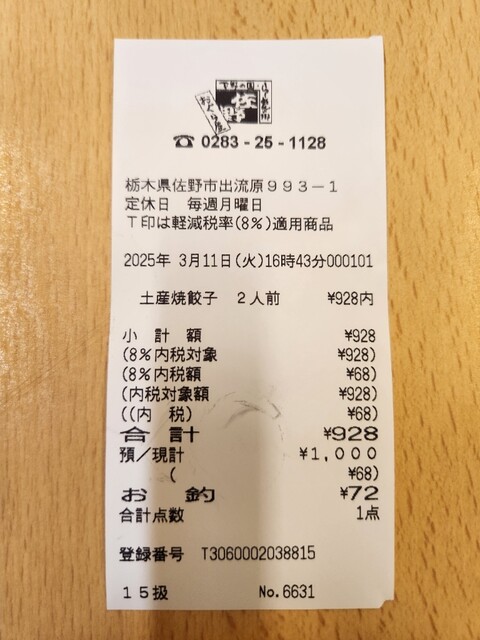 佐野
☎ 0283-25-1128
栃木県佐野市出流原993-1
定休日 毎週月曜日
T印は軽減税率(8%)適用商品
2025年 3月11日(火)16時43分000101
土産焼餃子 2人前 ¥928内
小 計 額 ¥928
(8%内税対象 ¥928)
(8%内税額 ¥68)
(内税対象額 ¥928)
((内 税) ¥68)
合 計 ¥928
預/現計 ¥1,000
( ¥68)
お 釣 ¥72
合計点数 1点
登録番号 T3060002038815
15扱 No.6631